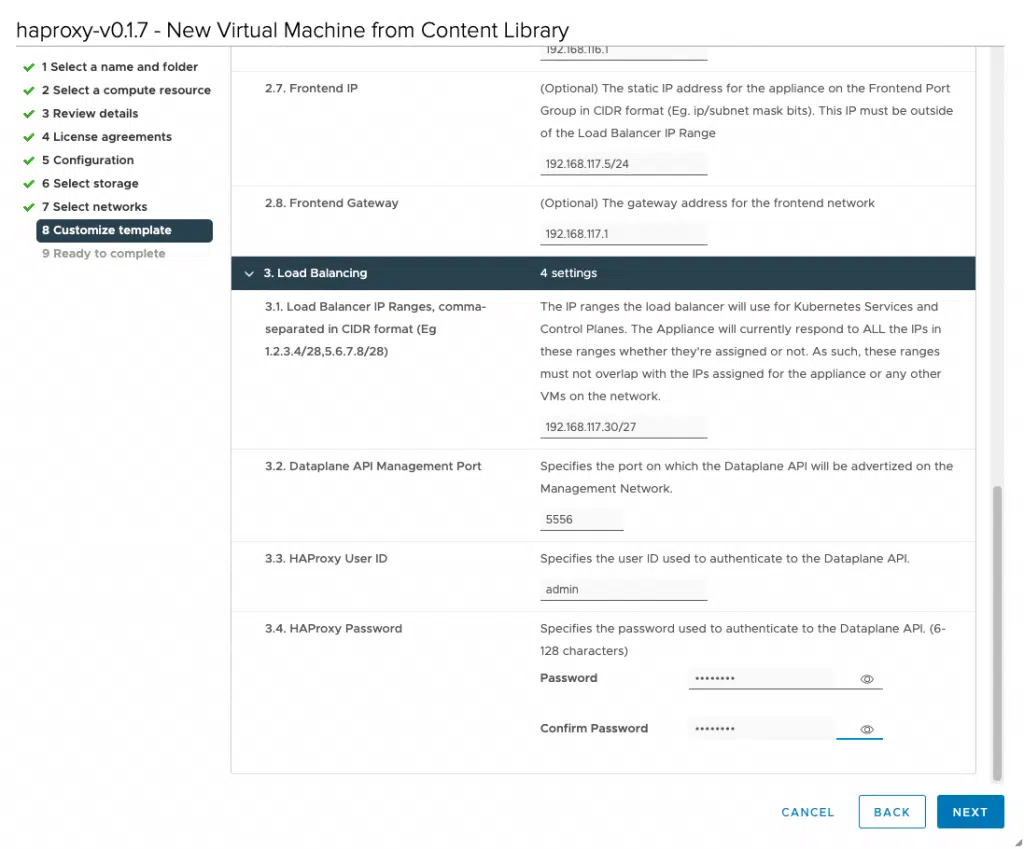 haproxy-v0.1.7 - New Virtual Machine from Content Library
1 Select a name and folder
2 Select a compute resource
3 Review details
4 License agreements
5 Configuration
6 Select storage
7 Select networks
8 Customize template
9 Ready to complete
192.168.116.1
2.7. Frontend IP
(Optional) The static IP address for the appliance on the Frontend Port
Group in CIDR format (Eg. ip/subnet mask bits). This IP must be outside
of the Load Balancer IP Range
192.168.117.5/24
2.8. Frontend Gateway
(Optional) The gateway address for the frontend network
192.168.117.1
3. Load Balancing
4 settings
3.1. Load Balancer IP Ranges, comma-
separated in CIDR format (Eg
1.2.3.4/28,5.6.7.8/28)
The IP ranges the load balancer will use for Kubernetes Services and
Control Planes. The Appliance will currently respond to ALL the IPs in
these ranges whether they're assigned or not. As such, these ranges
must not overlap with the IPs assigned for the appliance or any other
VMs on the network.
192.168.117.30/27
3.2. Dataplane API Management Port
Specifies the port on which the Dataplane API will be advertized on the
Management Network.
5556
3.3. HAProxy User ID
Specifies the user ID used to authenticate to the Dataplane API.
admin
3.4. HAProxy Password
Specifies the password used to authenticate to the Dataplane API. (6-
128 characters)
Password
••••••••
Confirm Password
••••••••
CANCEL
BACK
NEXT